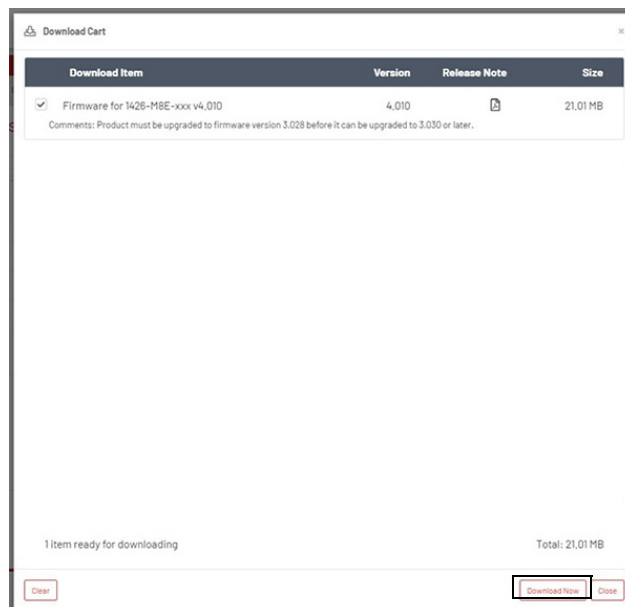 Download Cart
Download Item Version Release Note Size
Firmware for 1426-M8E-xxx v4.010 4.010 21.01 MB
Comments: Product must be upgraded to firmware version 3.028 before it can be upgraded to 3.030 or later.
1 item ready for downloading Total: 21.01 MB
Clear Download Now Close